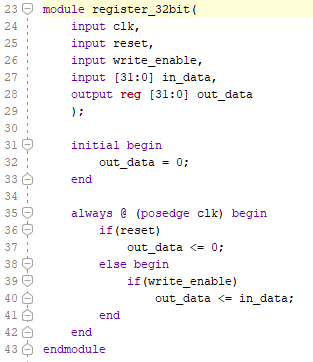 23 module register_32bit(
24     input clk,
25     input reset,
26     input write_enable,
27     input [31:0] in_data,
28     output reg [31:0] out_data
29     );
30
31     initial begin
32         out_data = 0;
33     end
34
35     always @ (posedge clk) begin
36         if(reset)
37             out_data <= 0;
38         else begin
39             if(write_enable)
40                 out_data <= in_data;
41         end
42     end
43 endmodule